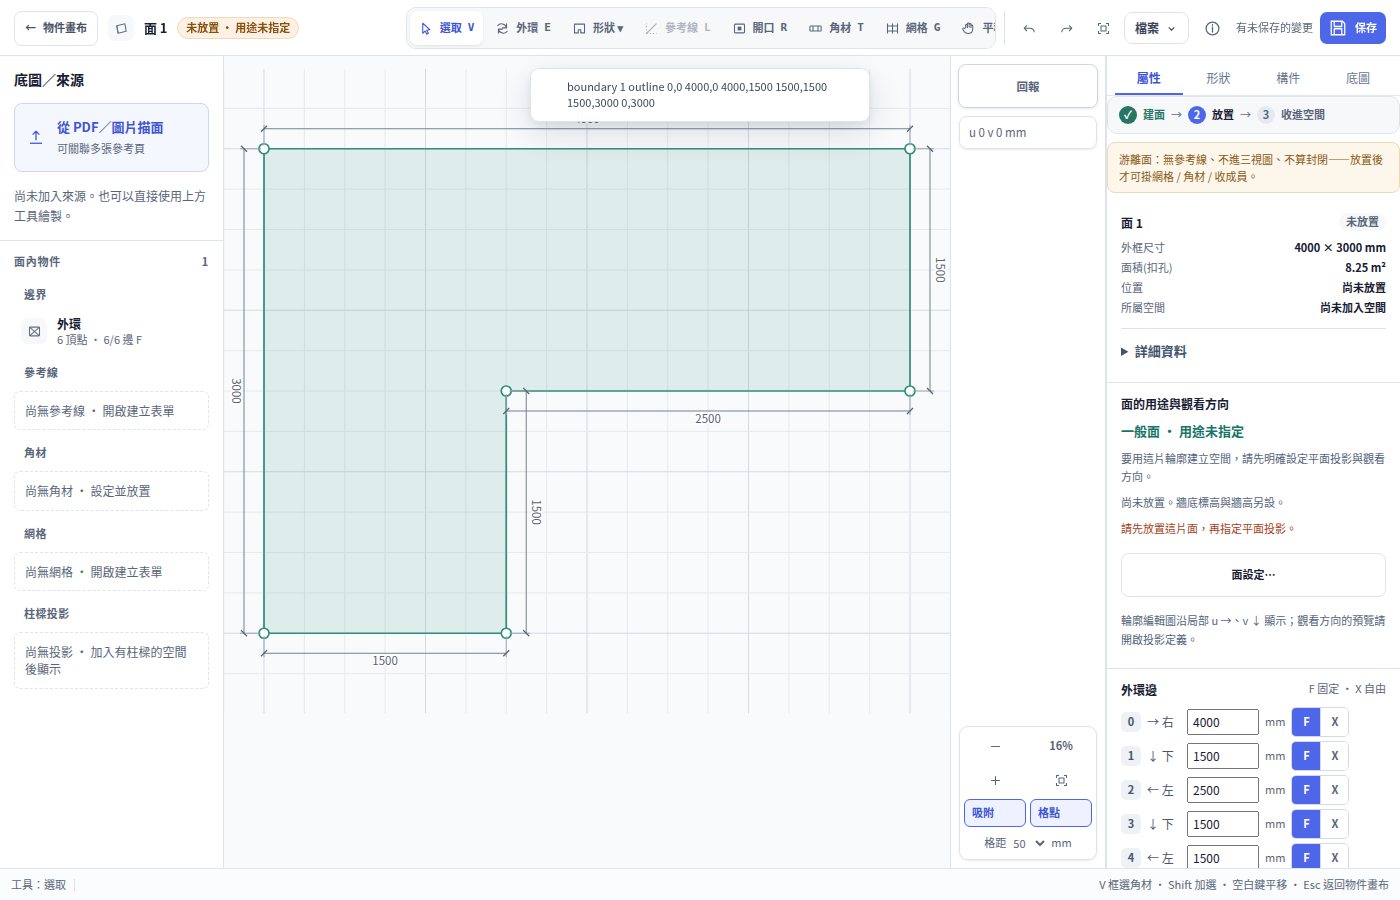 ← 物件畫布
面 1
未放置 · 用途未指定
選取 V
外環 E
形狀 ▾
參考線 L
開口 R
角材 T
網格 G
檔案
有未保存的變更
保存
底圖／來源
從 PDF／圖片描面
可關聯多張參考頁
尚未加入來源。也可以直接使用上方
工具繪製。
面內物件 1
邊界
外環
6 頂點 · 6/6 邊 F
參考線
尚無參考線 · 開啟建立表單
角材
尚無角材 · 設定並放置
網格
尚無網格 · 開啟建立表單
柱樑投影
尚無投影 · 加入有柱樑的空間
後顯示
boundary 1 outline 0,0 4000,0 4000,1500 1500,1500
1500,3000 0,3000
1500
3000
2500
1500
1500
回報
u 0 v 0 mm
− 16%
+
吸附 格點
格距 50 mm
屬性 形狀 構件 底圖
✓ 建面 → 2 放置 → 3 收進空間
游離面：無參考線、不進三視圖、不算封閉——放置後
才可掛網格 / 角材 / 收成員。
面 1 未放置
外框尺寸 4000 × 3000 mm
面積(扣孔) 8.25 m²
位置 尚未放置
所屬空間 尚未加入空間
▶ 詳細資料
面的用途與觀看方向
一般面 · 用途未指定
要用這片輪廓建立空間，請先明確設定平面投影與觀看
方向。
尚未放置。牆底標高與牆高另設。
請先放置這片面，再指定平面投影。
面設定…
輪廓編輯圖沿局部 u →、v ↓ 顯示；觀看方向的預覽請
開啟投影定義。
外環邊 F 固定 · X 自由
0 → 右 4000 mm F X
1 ↓ 下 1500 mm F X
2 ← 左 2500 mm F X
3 ↓ 下 1500 mm F X
4 ← 左 1500 mm F X
工具：選取
V 框選角材 · Shift 加選 · 空白鍵平移 · Esc 返回物件畫布